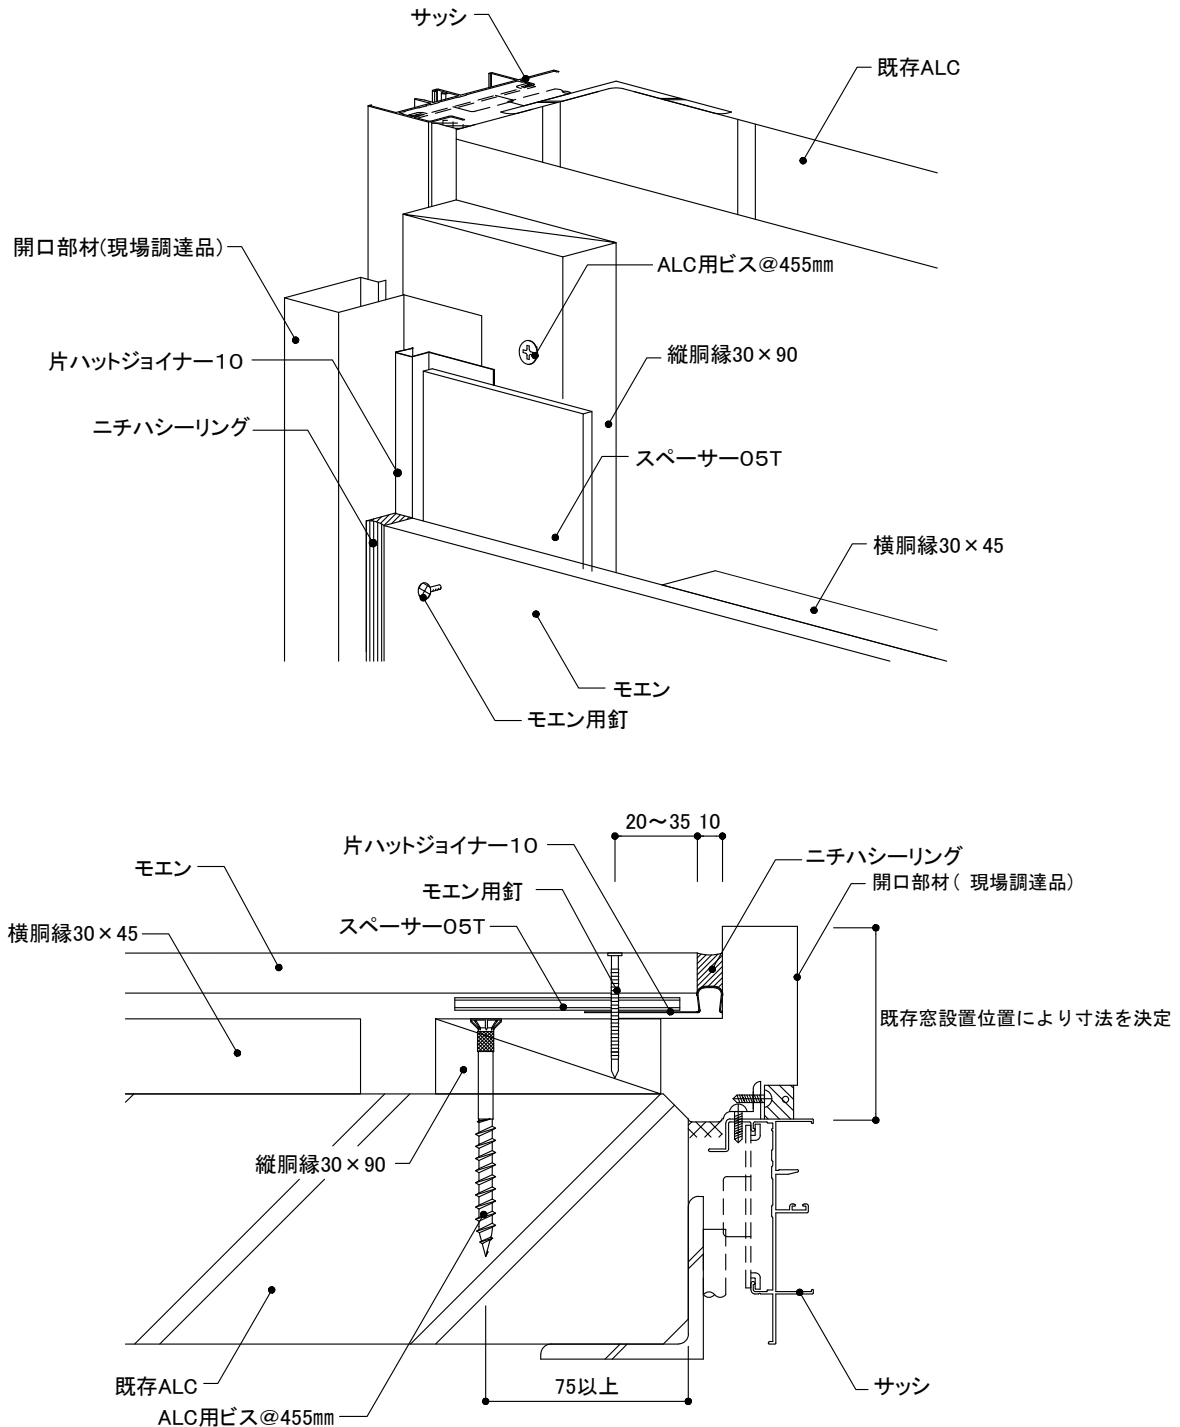 サッシ
既存ALC
開口部材(現場調達品)
ALC用ビス@455mm
片ハットジョイナー10
縦胴縁30×90
ニチハシーリング
スペーサー05T
横胴縁30×45
モエン
モエン用釘
20～35 10
片ハットジョイナー10
ニチハシーリング
モエン
開口部材( 現場調達品)
モエン用釘
スペーサー05T
横胴縁30×45
既存窓設置位置により寸法を決定
縦胴縁30×90
75以上
既存ALC
サッシ
ALC用ビス@455mm